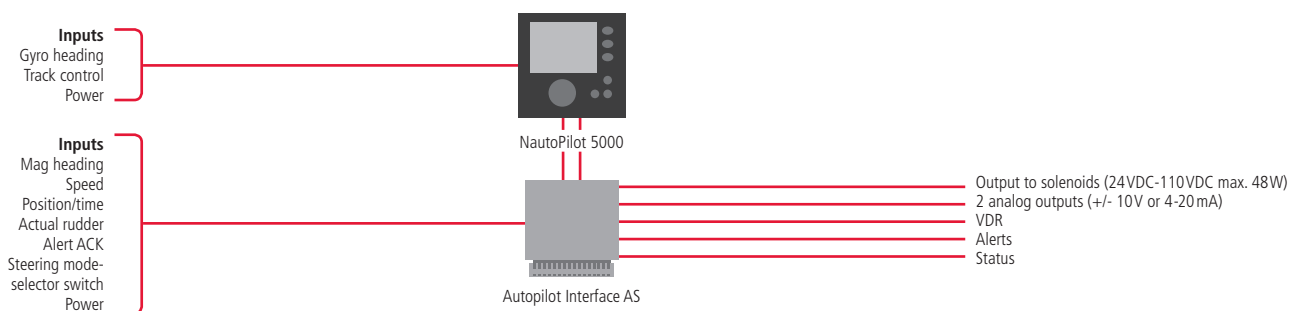 Inputs
Gyro heading
Track control
Power
NautoPilot 5000
Inputs
Mag heading
Speed
Position/time
Actual rudder
Alert ACK
Steering mode-
selector switch
Power
Autopilot Interface AS
Output to solenoids (24VDC-110VDC max. 48W)
2 analog outputs (+/- 10V or 4-20mA)
VDR
Alerts
Status